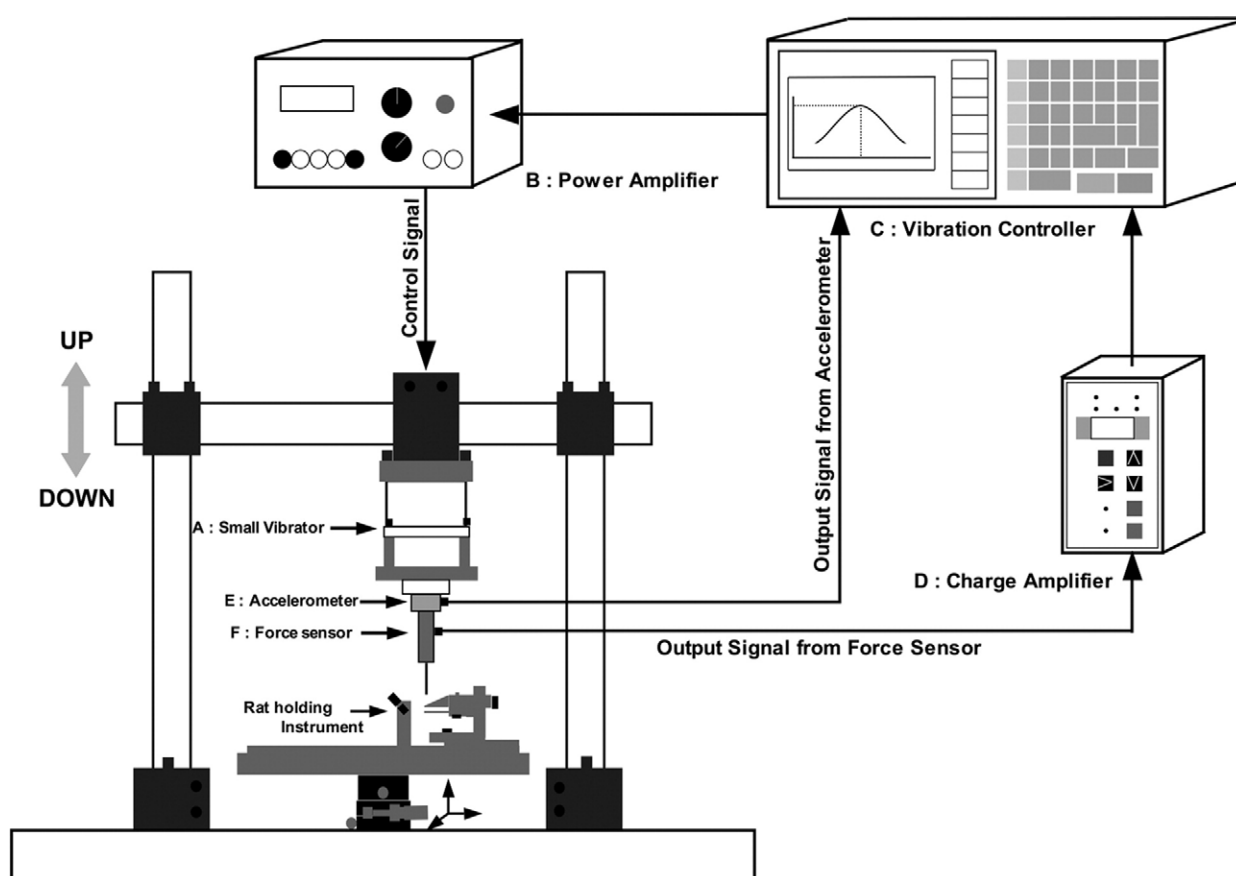 B : Power Amplifier
C : Vibration Controller
Control Signal
Output Signal from Accelerometer
UP
DOWN
A : Small Vibrator
E : Accelerometer
F : Force sensor
D : Charge Amplifier
Output Signal from Force Sensor
Rat holding
Instrument